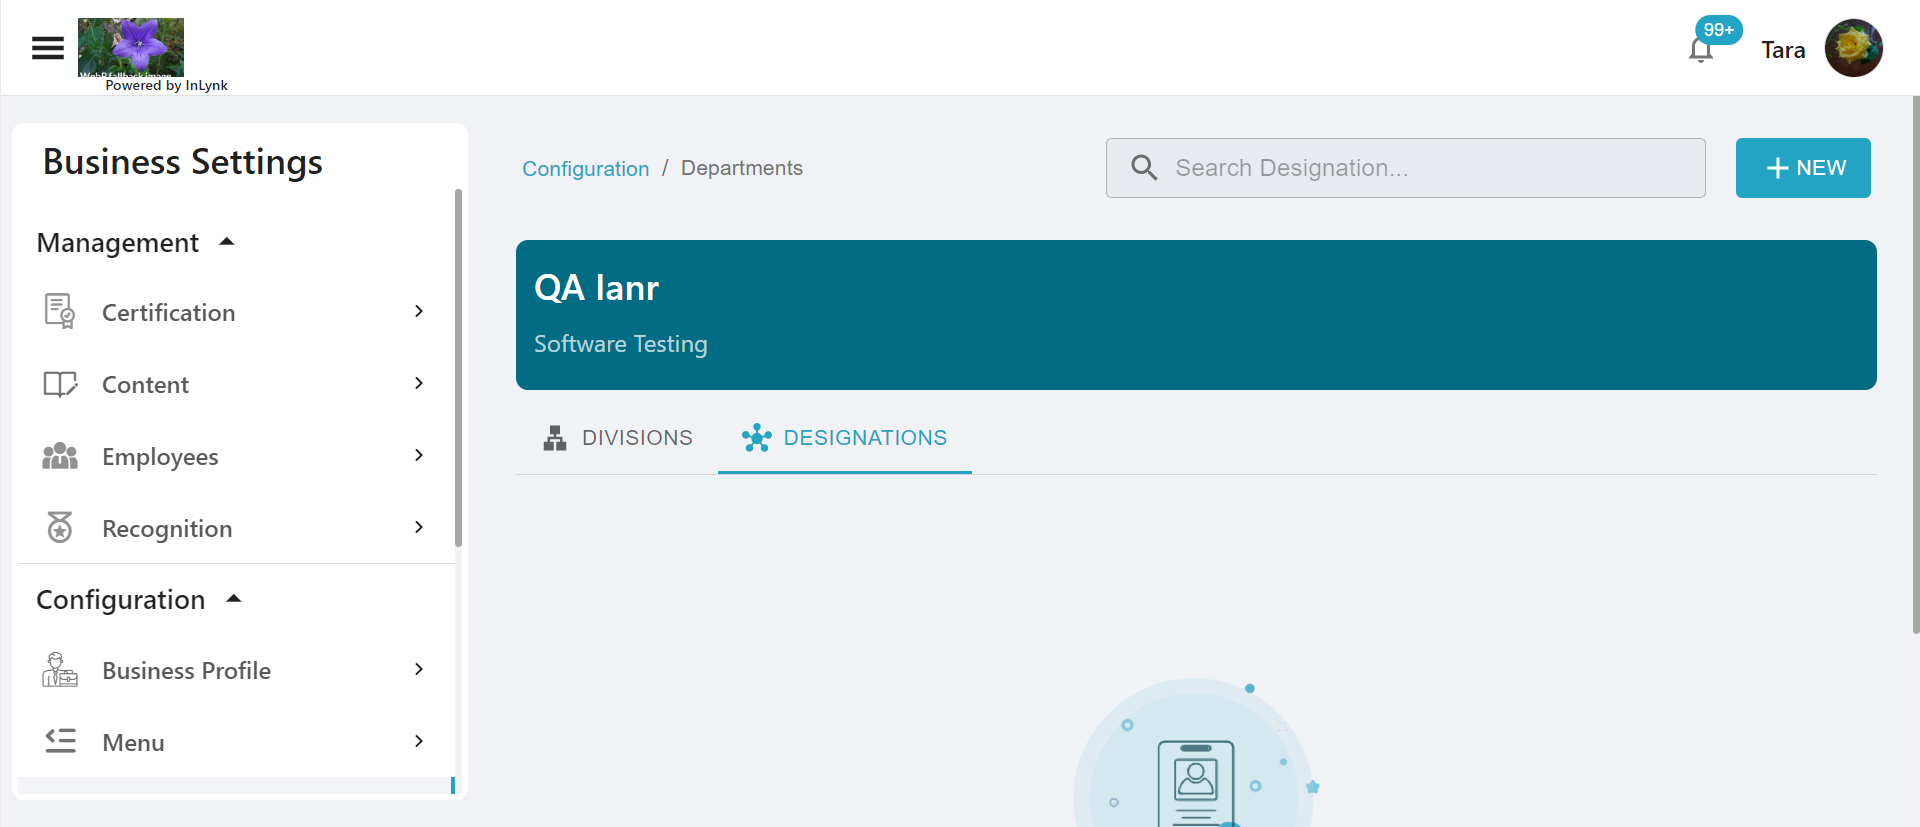 WebP fallback image
Powered by InLynk
99+
Tara
Business Settings
Management
Certification
Content
Employees
Recognition
Configuration
Business Profile
Menu
Configuration / Departments
Search Designation...
NEW
QA lanr
Software Testing
DIVISIONS
DESIGNATIONS